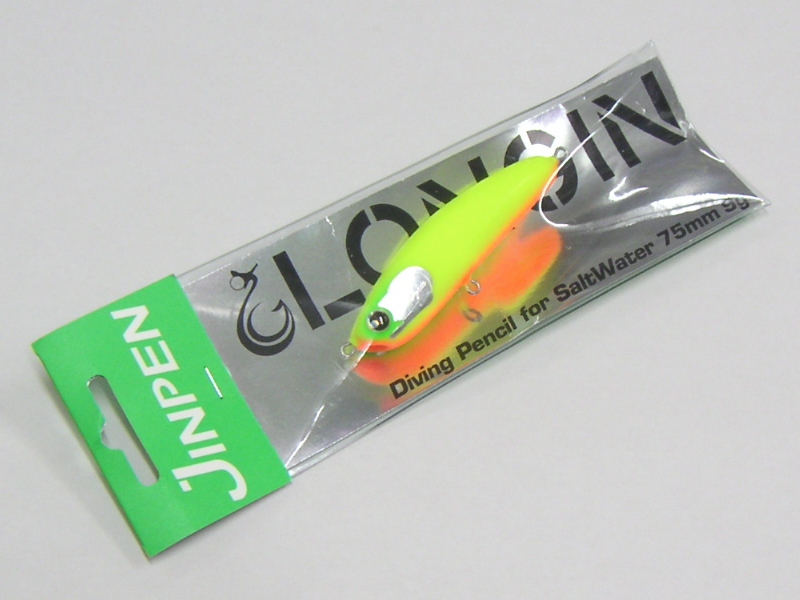 JINPEN
LONGIN
Diving Pencil for SaltWater 75mm 9g